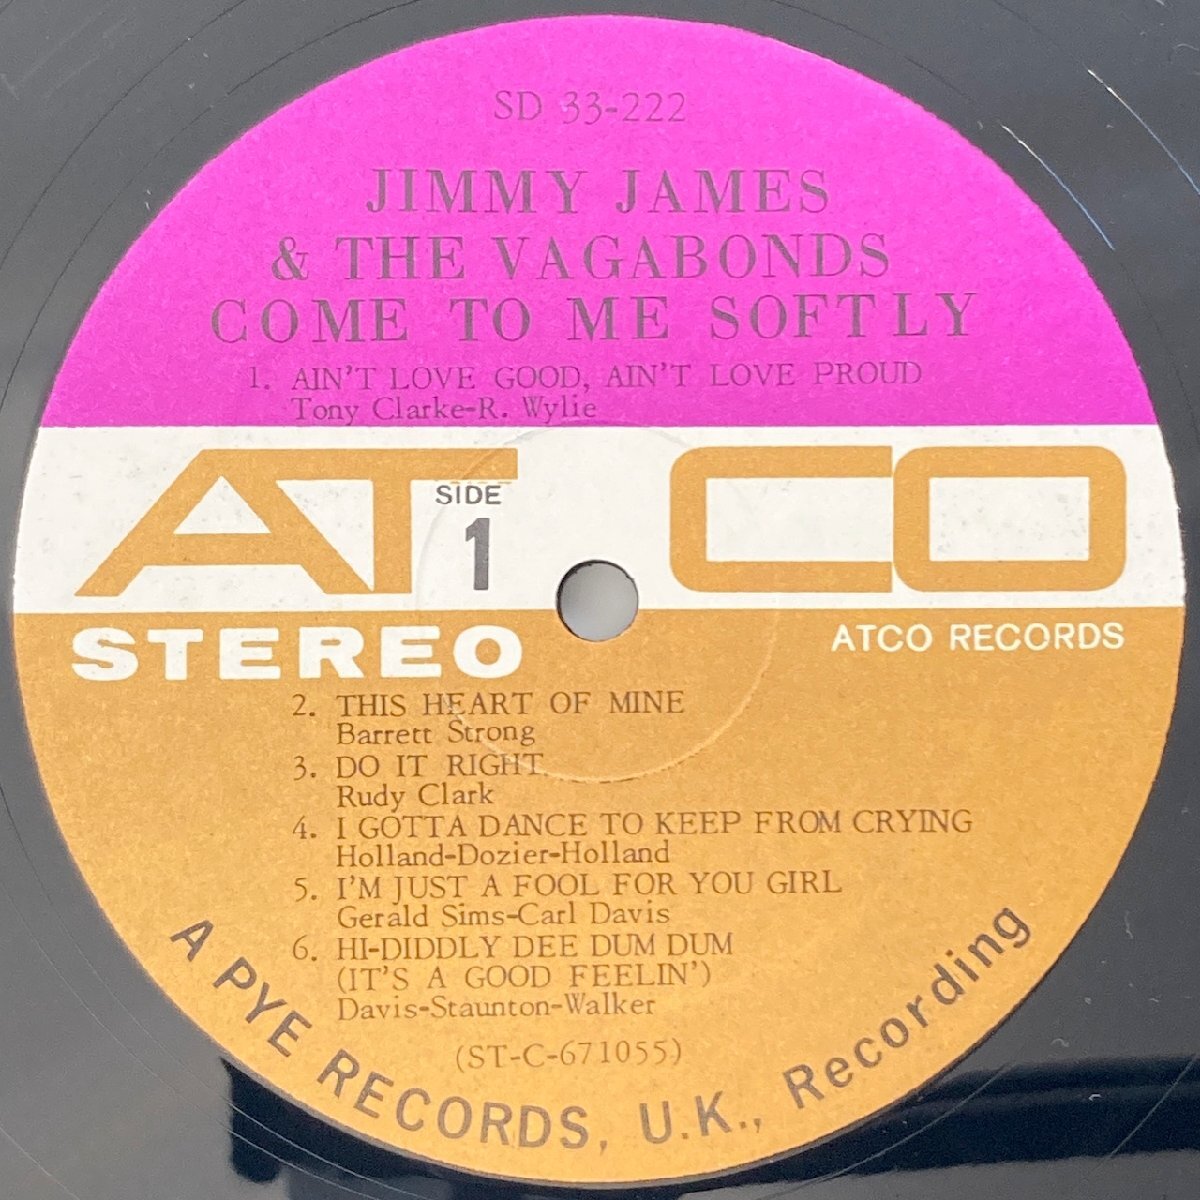 SD 33-222
JIMMY JAMES
& THE VAGABONDS
COME TO ME SOFTLY
1. AIN'T LOVE GOOD, AIN'T LOVE PROUD
Tony Clarke-R. Wylie
ATCO
SIDE
1
STEREO
ATCO RECORDS
2. THIS HEART OF MINE
Barrett Strong
3. DO IT RIGHT
Rudy Clark
4. I GOTTA DANCE TO KEEP FROM CRYING
Holland-Dozier-Holland
5. I'M JUST A FOOL FOR YOU GIRL
Gerald Sims-Carl Davis
6. HI-DIDDLY DEE DUM DUM
(IT'S A GOOD FEELIN')
Davis-Staunton-Walker
(ST-C-671055)
A PYE RECORDS, U.K., Recording